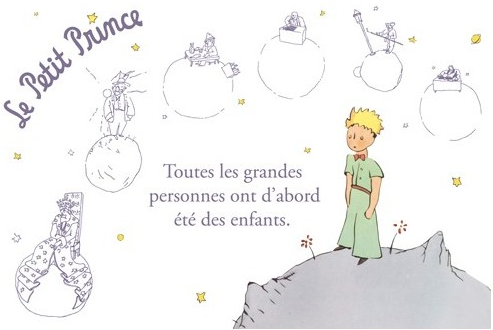 Le Petit Prince
Toutes les grandes
personnes ont d'abord
été des enfants.